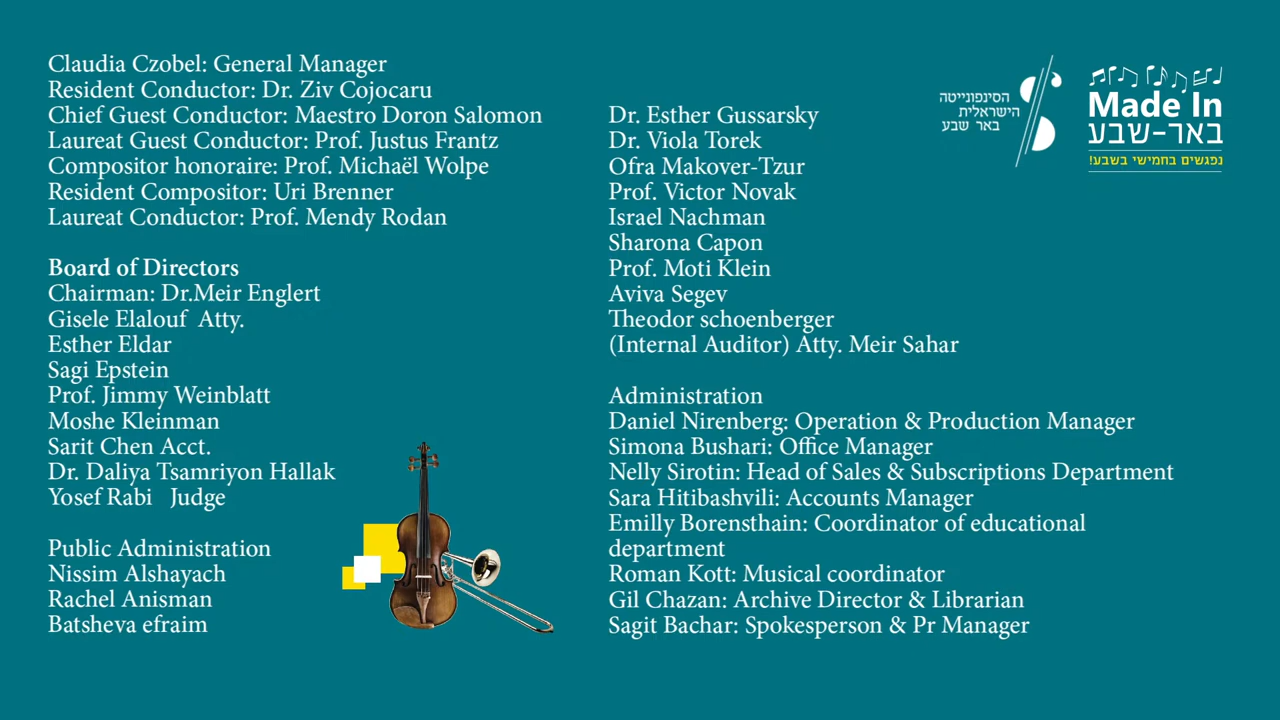 Claudia Czobel: General Manager
Resident Conductor: Dr. Ziv Cojocaru
Chief Guest Conductor: Maestro Doron Salomon
Laureat Guest Conductor: Prof. Justus Frantz
Compositor honoraire: Prof. Michaël Wolpe
Resident Compositor: Uri Brenner
Laureat Conductor: Prof. Mendy Rodan
Board of Directors
Chairman: Dr.Meir Englert
Gisele Elalouf  Atty.
Esther Eldar
Sagi Epstein
Prof. Jimmy Weinblatt
Moshe Kleinman
Sarit Chen Acct.
Dr. Daliya Tsamriyon Hallak
Yosef Rabi   Judge
Public Administration
Nissim Alshayach
Rachel Anisman
Batsheva efraim
Dr. Esther Gussarsky
Dr. Viola Torek
Ofra Makover-Tzur
Prof. Victor Novak
Israel Nachman
Sharona Capon
Prof. Moti Klein
Aviva Segev
Theodor schoenberger
(Internal Auditor) Atty. Meir Sahar
Administration
Daniel Nirenberg: Operation & Production Manager
Simona Bushari: Office Manager
Nelly Sirotin: Head of Sales & Subscriptions Department
Sara Hitibashvili: Accounts Manager
Emilly Borensthain: Coordinator of educational
department
Roman Kott: Musical coordinator
Gil Chazan: Archive Director & Librarian
Sagit Bachar: Spokesperson & Pr Manager
הסינפונייטה
הישראלית
באר שבע
Made In
באר-שבע
נפגשים בחמישי בשבע!